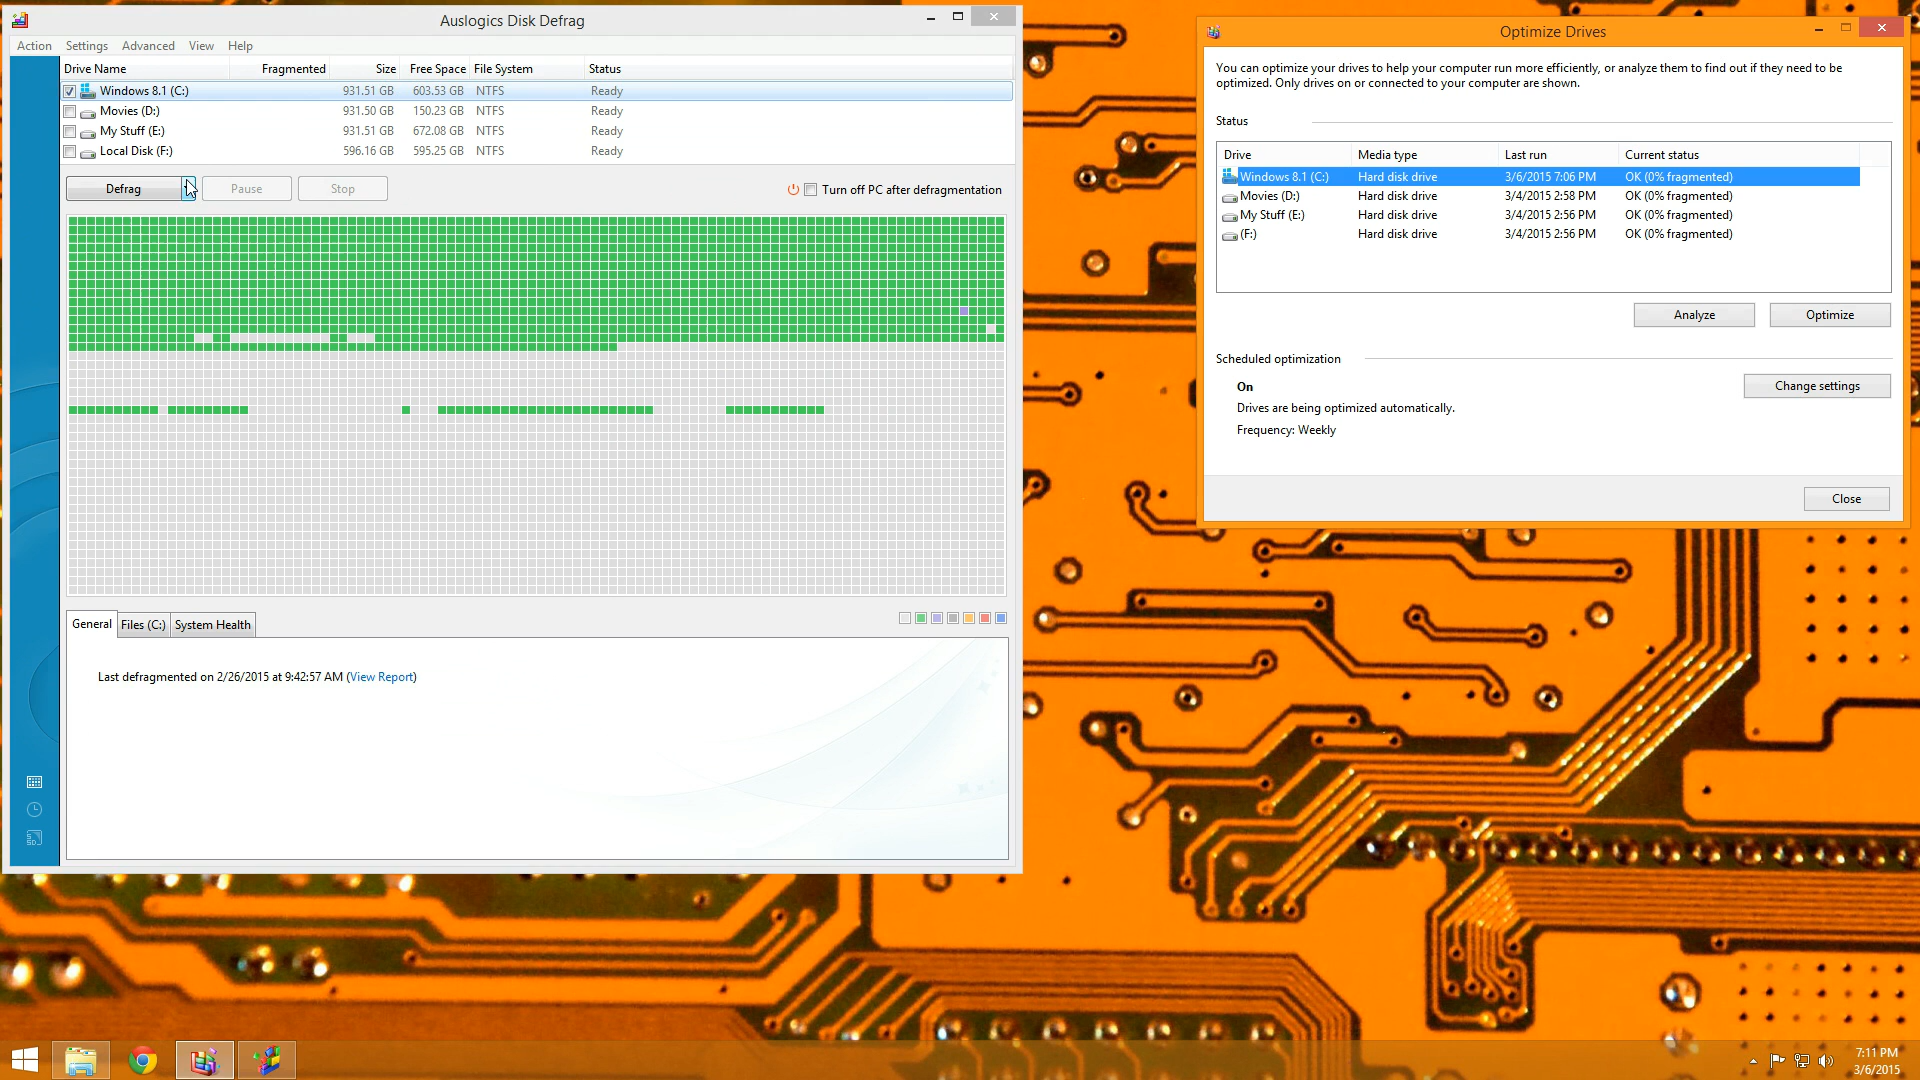 Auslogics Disk Defrag
Action Settings Advanced View Help
Drive Name Fragmented Size Free Space File System Status
Windows 8.1 (C:) 931.51 GB 603.53 GB NTFS Ready
Movies (D:) 931.50 GB 150.23 GB NTFS Ready
My Stuff (E:) 931.51 GB 672.08 GB NTFS Ready
Local Disk (F:) 596.16 GB 595.25 GB NTFS Ready
Defrag Pause Stop Turn off PC after defragmentation
General Files (C:) System Health
Last defragmented on 2/26/2015 at 9:42:57 AM (View Report)
Optimize Drives
You can optimize your drives to help your computer run more efficiently, or analyze them to find out if they need to be
optimized. Only drives on or connected to your computer are shown.
Status
Drive Media type Last run Current status
Windows 8.1 (C:) Hard disk drive 3/6/2015 7:06 PM OK (0% fragmented)
Movies (D:) Hard disk drive 3/4/2015 2:58 PM OK (0% fragmented)
My Stuff (E:) Hard disk drive 3/4/2015 2:56 PM OK (0% fragmented)
(F:) Hard disk drive 3/4/2015 2:56 PM OK (0% fragmented)
Analyze Optimize
Scheduled optimization
On Change settings
Drives are being optimized automatically.
Frequency: Weekly
Close
7:11 PM
3/6/2015